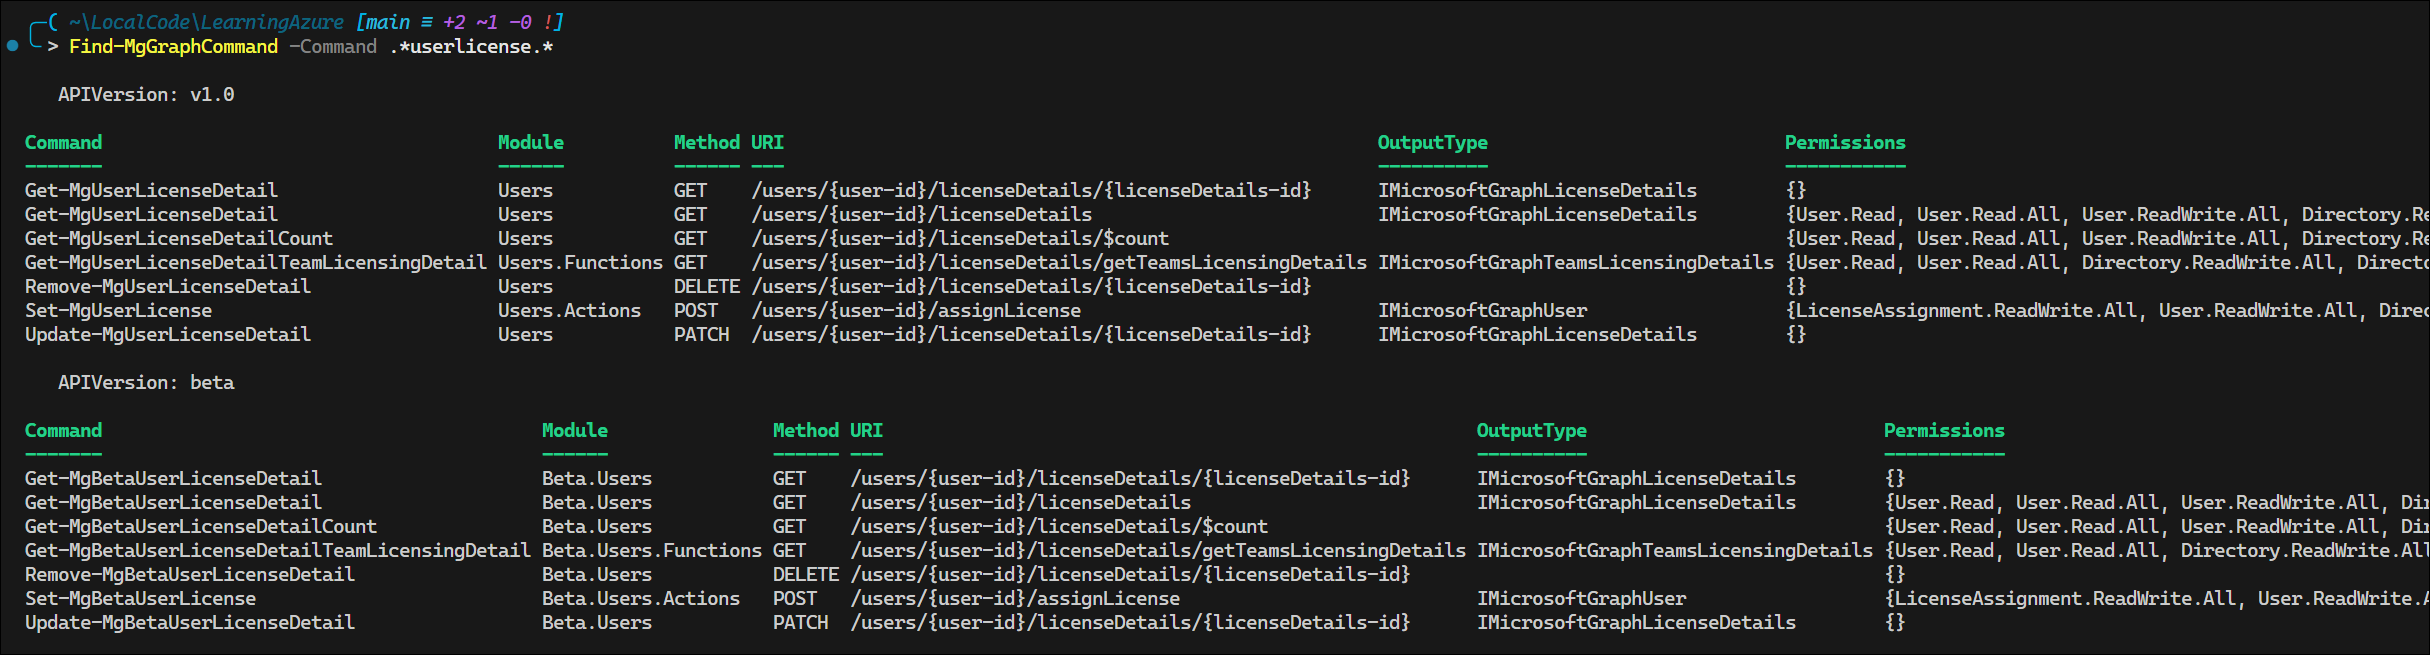 ( ~\LocalCode\LearningAzure [main ≡ +2 ~1 -0 !]
> Find-MgGraphCommand -Command .*userlicense.*
APIVersion: v1.0
Command Module Method URI OutputType Permissions
------- ------ ------ --- ---------- -----------
Get-MgUserLicenseDetail Users GET /users/{user-id}/licenseDetails/{licenseDetails-id} IMicrosoftGraphLicenseDetails {}
Get-MgUserLicenseDetail Users GET /users/{user-id}/licenseDetails IMicrosoftGraphLicenseDetails {User.Read, User.Read.All, User.ReadWrite.All, Directory.Re
Get-MgUserLicenseDetailCount Users GET /users/{user-id}/licenseDetails/$count {User.Read, User.Read.All, User.ReadWrite.All, Directory.Re
Get-MgUserLicenseDetailTeamLicensingDetail Users.Functions GET /users/{user-id}/licenseDetails/getTeamsLicensingDetails IMicrosoftGraphTeamsLicensingDetails {User.Read, User.Read.All, Directory.ReadWrite.All, Directo
Remove-MgUserLicenseDetail Users DELETE /users/{user-id}/licenseDetails/{licenseDetails-id} {}
Set-MgUserLicense Users.Actions POST /users/{user-id}/assignLicense IMicrosoftGraphUser {LicenseAssignment.ReadWrite.All, User.ReadWrite.All, Direc
Update-MgUserLicenseDetail Users PATCH /users/{user-id}/licenseDetails/{licenseDetails-id} IMicrosoftGraphLicenseDetails {}
APIVersion: beta
Command Module Method URI OutputType Permissions
------- ------ ------ --- ---------- -----------
Get-MgBetaUserLicenseDetail Beta.Users GET /users/{user-id}/licenseDetails/{licenseDetails-id} IMicrosoftGraphLicenseDetails {}
Get-MgBetaUserLicenseDetail Beta.Users GET /users/{user-id}/licenseDetails IMicrosoftGraphLicenseDetails {User.Read, User.Read.All, User.ReadWrite.All, Di
Get-MgBetaUserLicenseDetailCount Beta.Users GET /users/{user-id}/licenseDetails/$count {User.Read, User.Read.All, User.ReadWrite.All, Di
Get-MgBetaUserLicenseDetailTeamLicensingDetail Beta.Users.Functions GET /users/{user-id}/licenseDetails/getTeamsLicensingDetails IMicrosoftGraphTeamsLicensingDetails {User.Read, User.Read.All, Directory.ReadWrite.All
Remove-MgBetaUserLicenseDetail Beta.Users DELETE /users/{user-id}/licenseDetails/{licenseDetails-id} {}
Set-MgBetaUserLicense Beta.Users.Actions POST /users/{user-id}/assignLicense IMicrosoftGraphUser {LicenseAssignment.ReadWrite.All, User.ReadWrite.A
Update-MgBetaUserLicenseDetail Beta.Users PATCH /users/{user-id}/licenseDetails/{licenseDetails-id} IMicrosoftGraphLicenseDetails {}